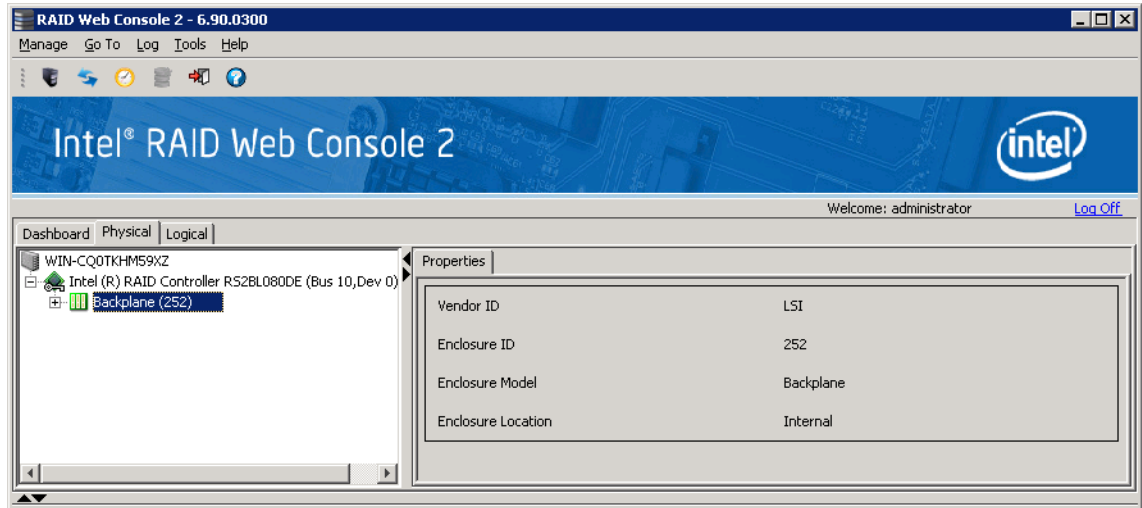 RAID Web Console 2 - 6.90.0300
Manage Go To Log Tools Help
Intel® RAID Web Console 2
intel
Welcome: administrator Log Off
Dashboard Physical Logical
WIN-CQ0TKHM59XZ
Intel (R) RAID Controller RS2BL080DE (Bus 10,Dev 0)
Backplane (252)
Properties
Vendor ID LSI
Enclosure ID 252
Enclosure Model Backplane
Enclosure Location Internal